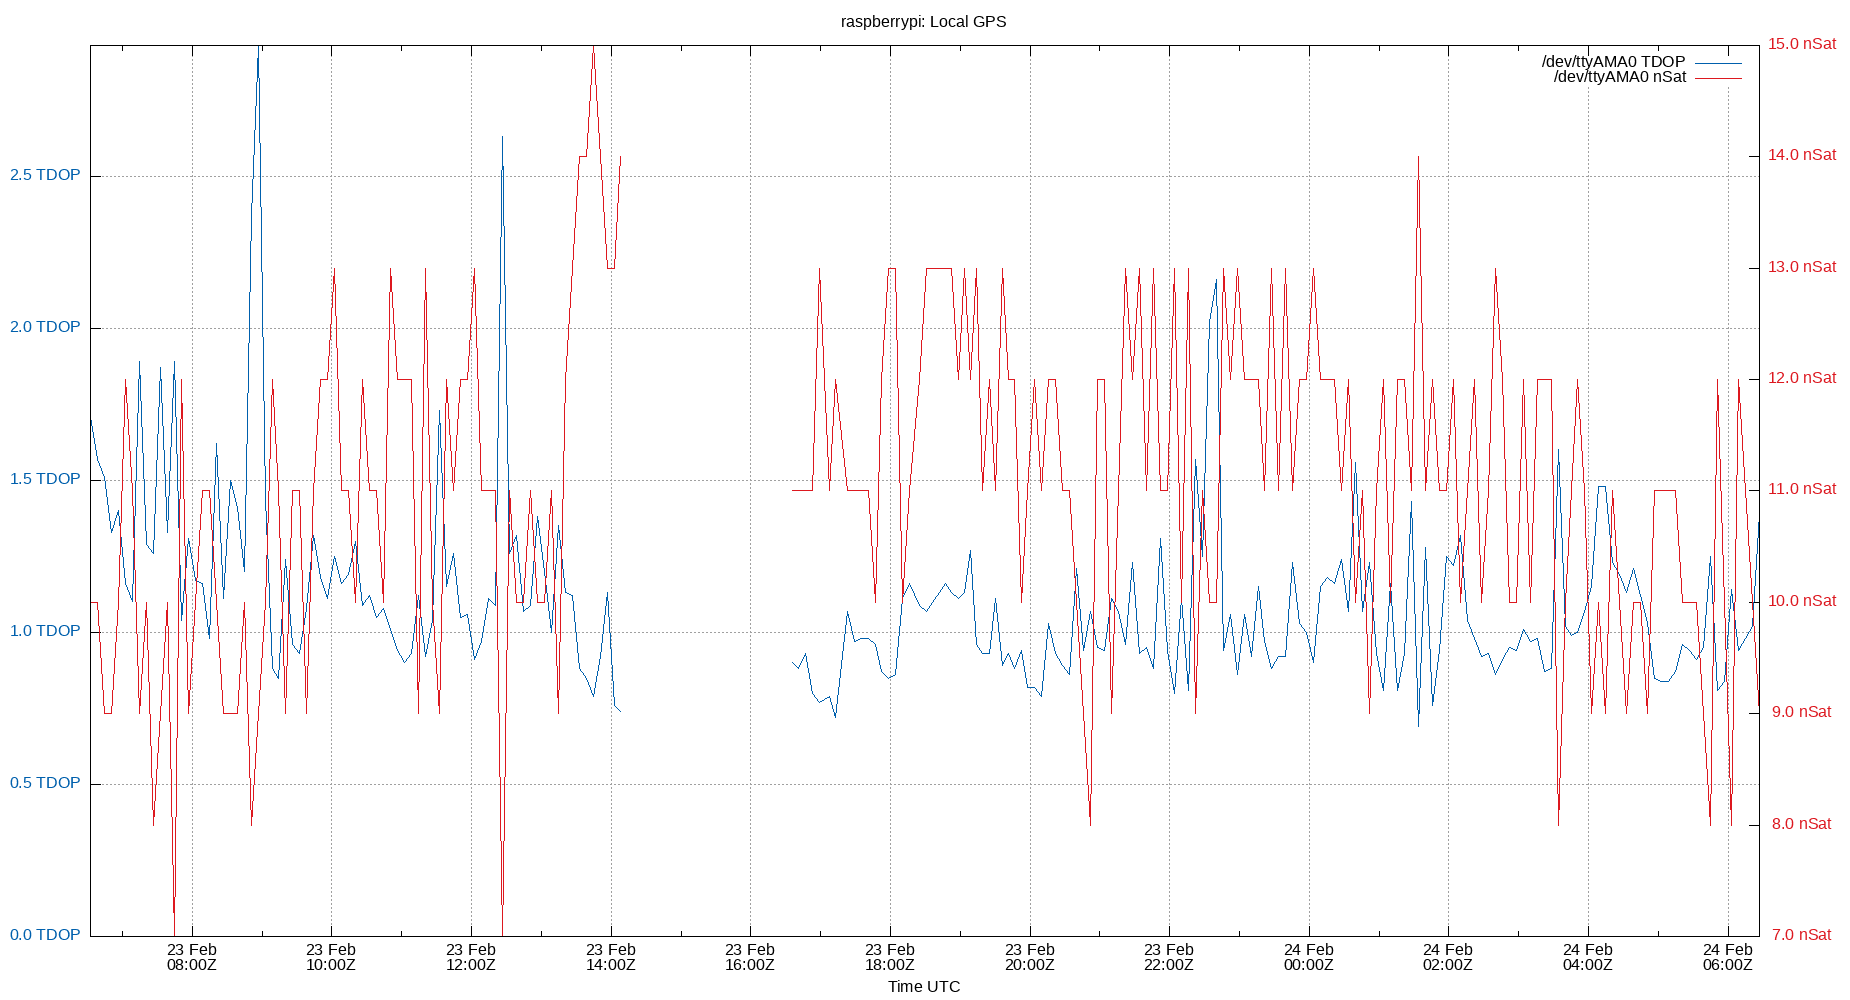 raspberrypi: Local GPS
15.0 nSat
/dev/ttyAMA0 TDOP
/dev/ttyAMA0 nSat
14.0 nSat
2.5 TDOP
13.0 nSat
2.0 TDOP
12.0 nSat
1.5 TDOP
11.0 nSat
10.0 nSat
1.0 TDOP
9.0 nSat
0.5 TDOP
8.0 nSat
0.0 TDOP
7.0 nSat
23 Feb 23 Feb 23 Feb 23 Feb 23 Feb 23 Feb 23 Feb 23 Feb 24 Feb 24 Feb 24 Feb 24 Feb
08:00Z 10:00Z 12:00Z 14:00Z 16:00Z 18:00Z 20:00Z 22:00Z 00:00Z 02:00Z 04:00Z 06:00Z
Time UTC